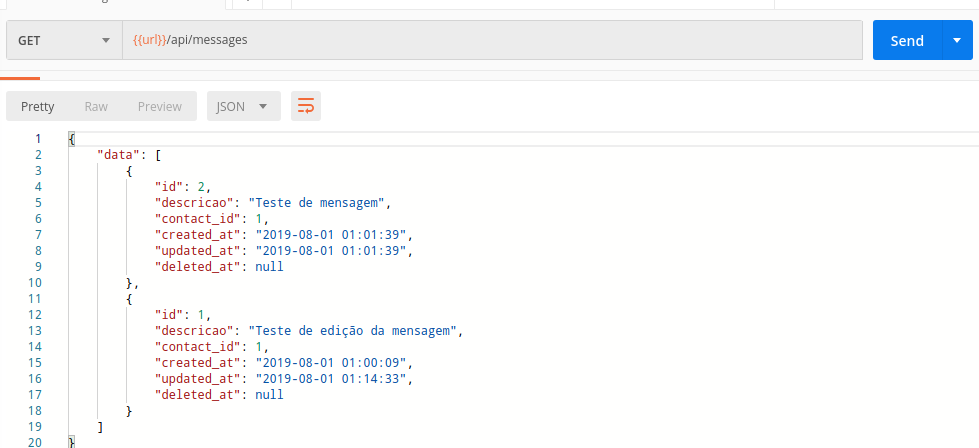 GET {{url}}/api/messages Send
Pretty Raw Preview JSON
1 {
2 "data": [
3 {
4 "id": 2,
5 "descricao": "Teste de mensagem",
6 "contact_id": 1,
7 "created_at": "2019-08-01 01:01:39",
8 "updated_at": "2019-08-01 01:01:39",
9 "deleted_at": null
10 },
11 {
12 "id": 1,
13 "descricao": "Teste de edição da mensagem",
14 "contact_id": 1,
15 "created_at": "2019-08-01 01:00:09",
16 "updated_at": "2019-08-01 01:14:33",
17 "deleted_at": null
18 }
19 ]
20 }